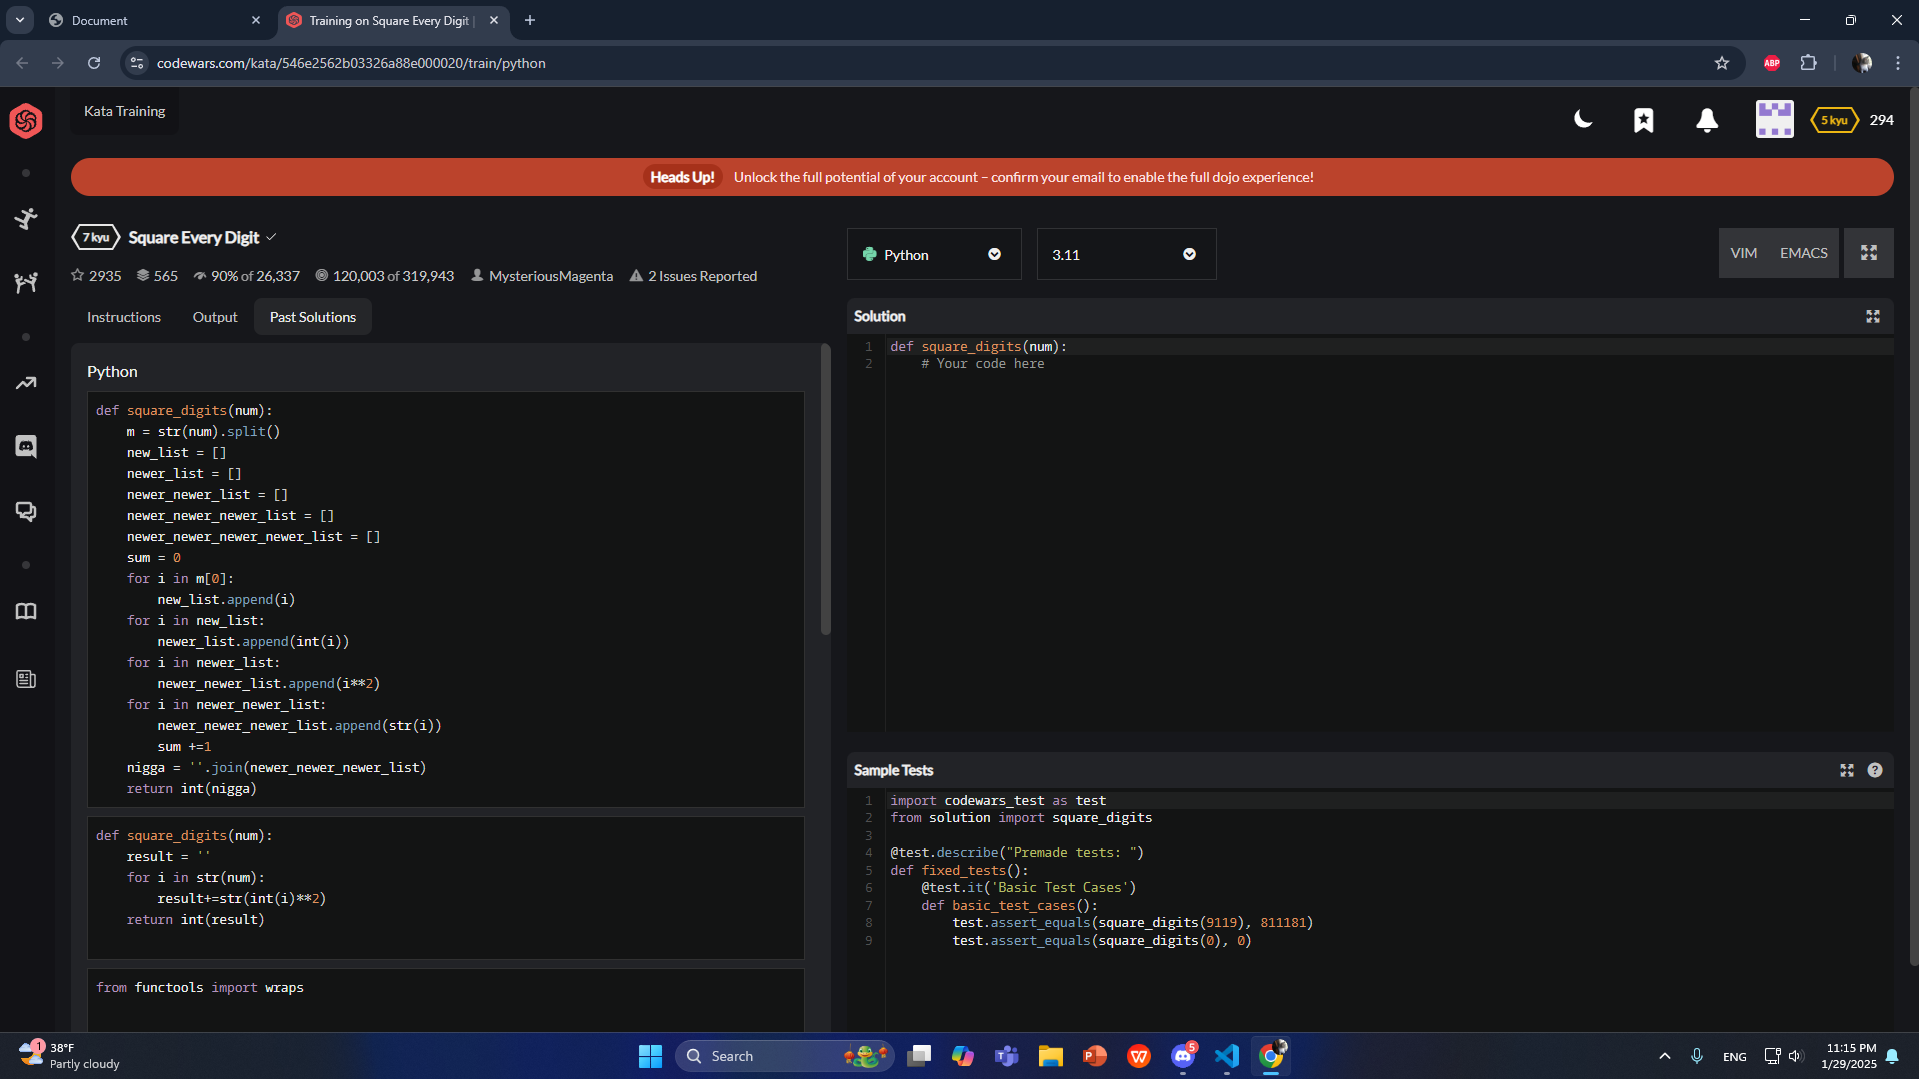 Document
Training on Square Every Digit |
codewars.com/kata/546e2562b03326a88e000020/train/python
ABP
Kata Training
5 kyu
294
Heads Up! Unlock the full potential of your account – confirm your email to enable the full dojo experience!
7 kyu Square Every Digit
2935 565 90% of 26,337 120,003 of 319,943 MysteriousMagenta 2 Issues Reported
Instructions Output Past Solutions
Python
def square_digits(num):
    m = str(num).split()
    new_list = []
    newer_list = []
    newer_newer_list = []
    newer_newer_newer_list = []
    newer_newer_newer_newer_list = []
    sum = 0
    for i in m[0]:
        new_list.append(i)
    for i in new_list:
        newer_list.append(int(i))
    for i in newer_list:
        newer_newer_list.append(i**2)
    for i in newer_newer_list:
        newer_newer_newer_list.append(str(i))
        sum +=1
    nigga = ''.join(newer_newer_newer_list)
    return int(nigga)
def square_digits(num):
    result = ''
    for i in str(num):
        result+=str(int(i)**2)
    return int(result)
from functools import wraps
Python
3.11
VIM EMACS
Solution
1 def square_digits(num):
2     # Your code here
Sample Tests
?
1 import codewars_test as test
2 from solution import square_digits
3
4 @test.describe("Premade tests: ")
5 def fixed_tests():
6     @test.it('Basic Test Cases')
7     def basic_test_cases():
8         test.assert_equals(square_digits(9119), 811181)
9         test.assert_equals(square_digits(0), 0)
1
38°F
Partly cloudy
Search
5
ENG
11:15 PM
1/29/2025